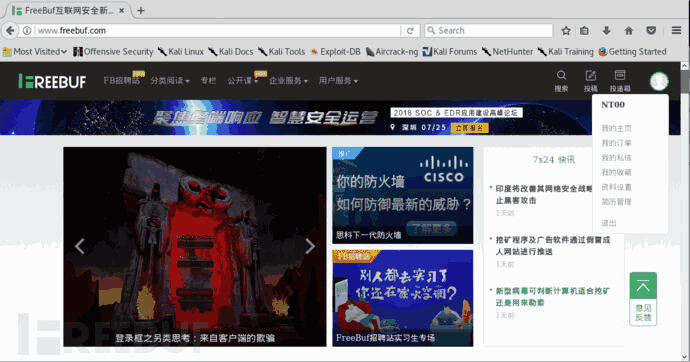 FreeBuf互联网安全新...
www.freebuf.com
Search
Most Visited
Offensive Security
Kali Linux
Kali Docs
Kali Tools
Exploit-DB
Aircrack-ng
Kali Forums
NetHunter
Kali Training
Getting Started
FREEBUF
FB招聘站
分类阅读
专栏
公开课
企业服务
用户服务
搜索
投稿
投递箱
NT00
我的主页
我的订单
我的私信
我的收藏
资料设置
简历管理
退出
聚焦终端响应 智慧安全运营
2018 SOC & EDR应用建设高峰论坛
深圳 07/25
立即报名
登录框之另类思考：来自客户端的欺骗
推广
CISCO
你的防火墙
如何防御最新的威胁?
了解更多
思科下一代防火墙
FB招聘站
别人都去实习了
你还在家吹空调?
FreeBuf招聘站实习生专场
7x24 快讯
印度将改善其网络安全战略
止黑客攻击
1天前
挖矿程序及广告软件通过假冒成
人网站进行推送
1天前
新型病毒可判断计算机适合挖矿
还是用来勒索
1天前
意见
反馈
FREEBUF